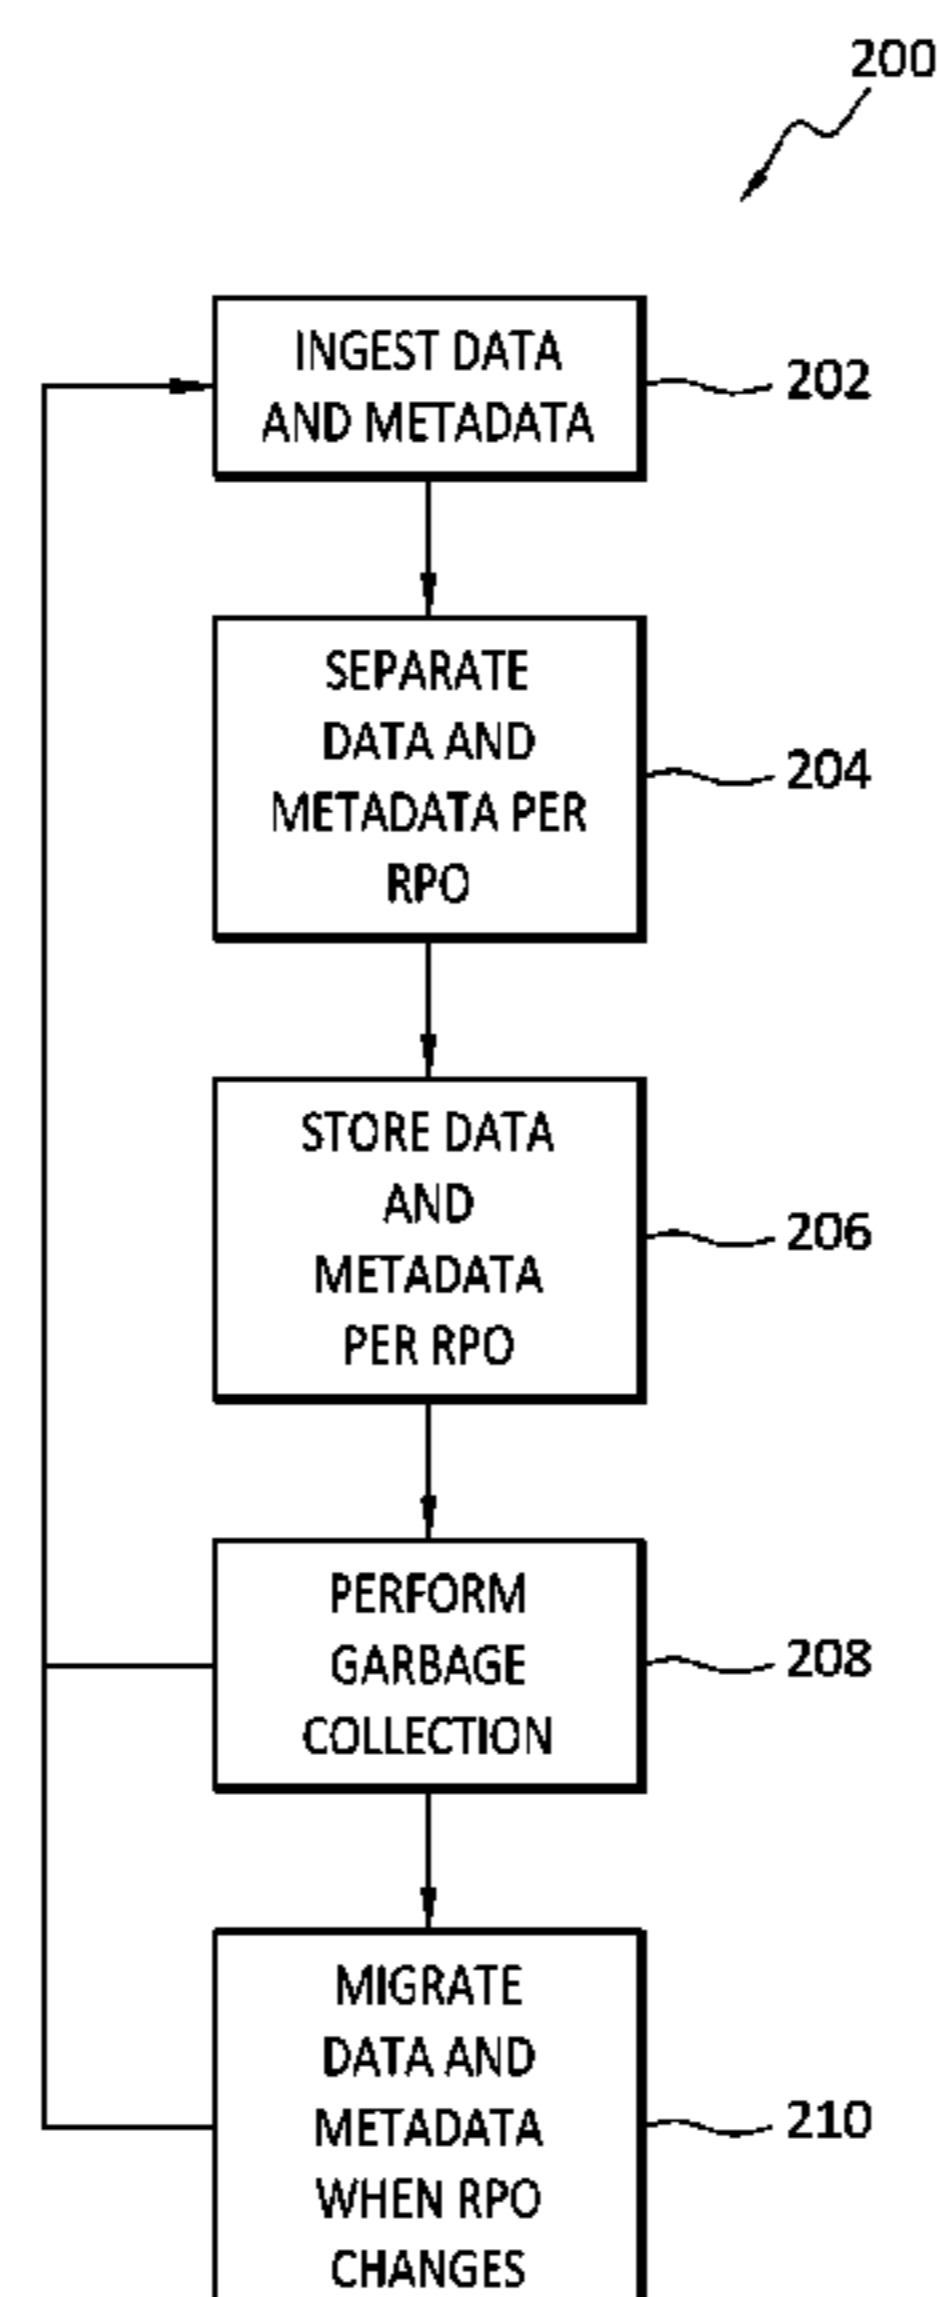 200
INGEST DATA
AND METADATA
202
SEPARATE
DATA AND
METADATA PER
RPO
204
STORE DATA
AND
METADATA
PER RPO
206
PERFORM
GARBAGE
COLLECTION
208
MIGRATE
DATA AND
METADATA
WHEN RPO
CHANGES
210